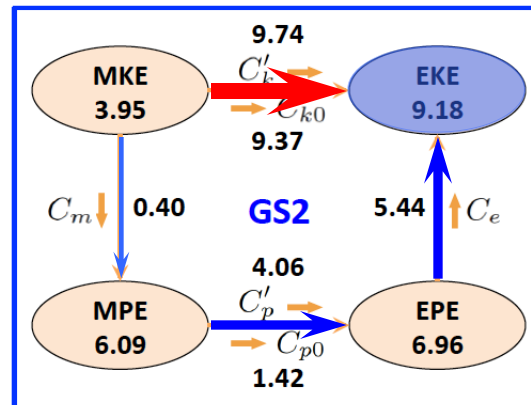 9.74
MKE
3.95
C'k
Ck0
EKE
9.18
9.37
Cm
0.40
GS2
5.44
Ce
4.06
MPE
6.09
C'p
Cp0
EPE
6.96
1.42